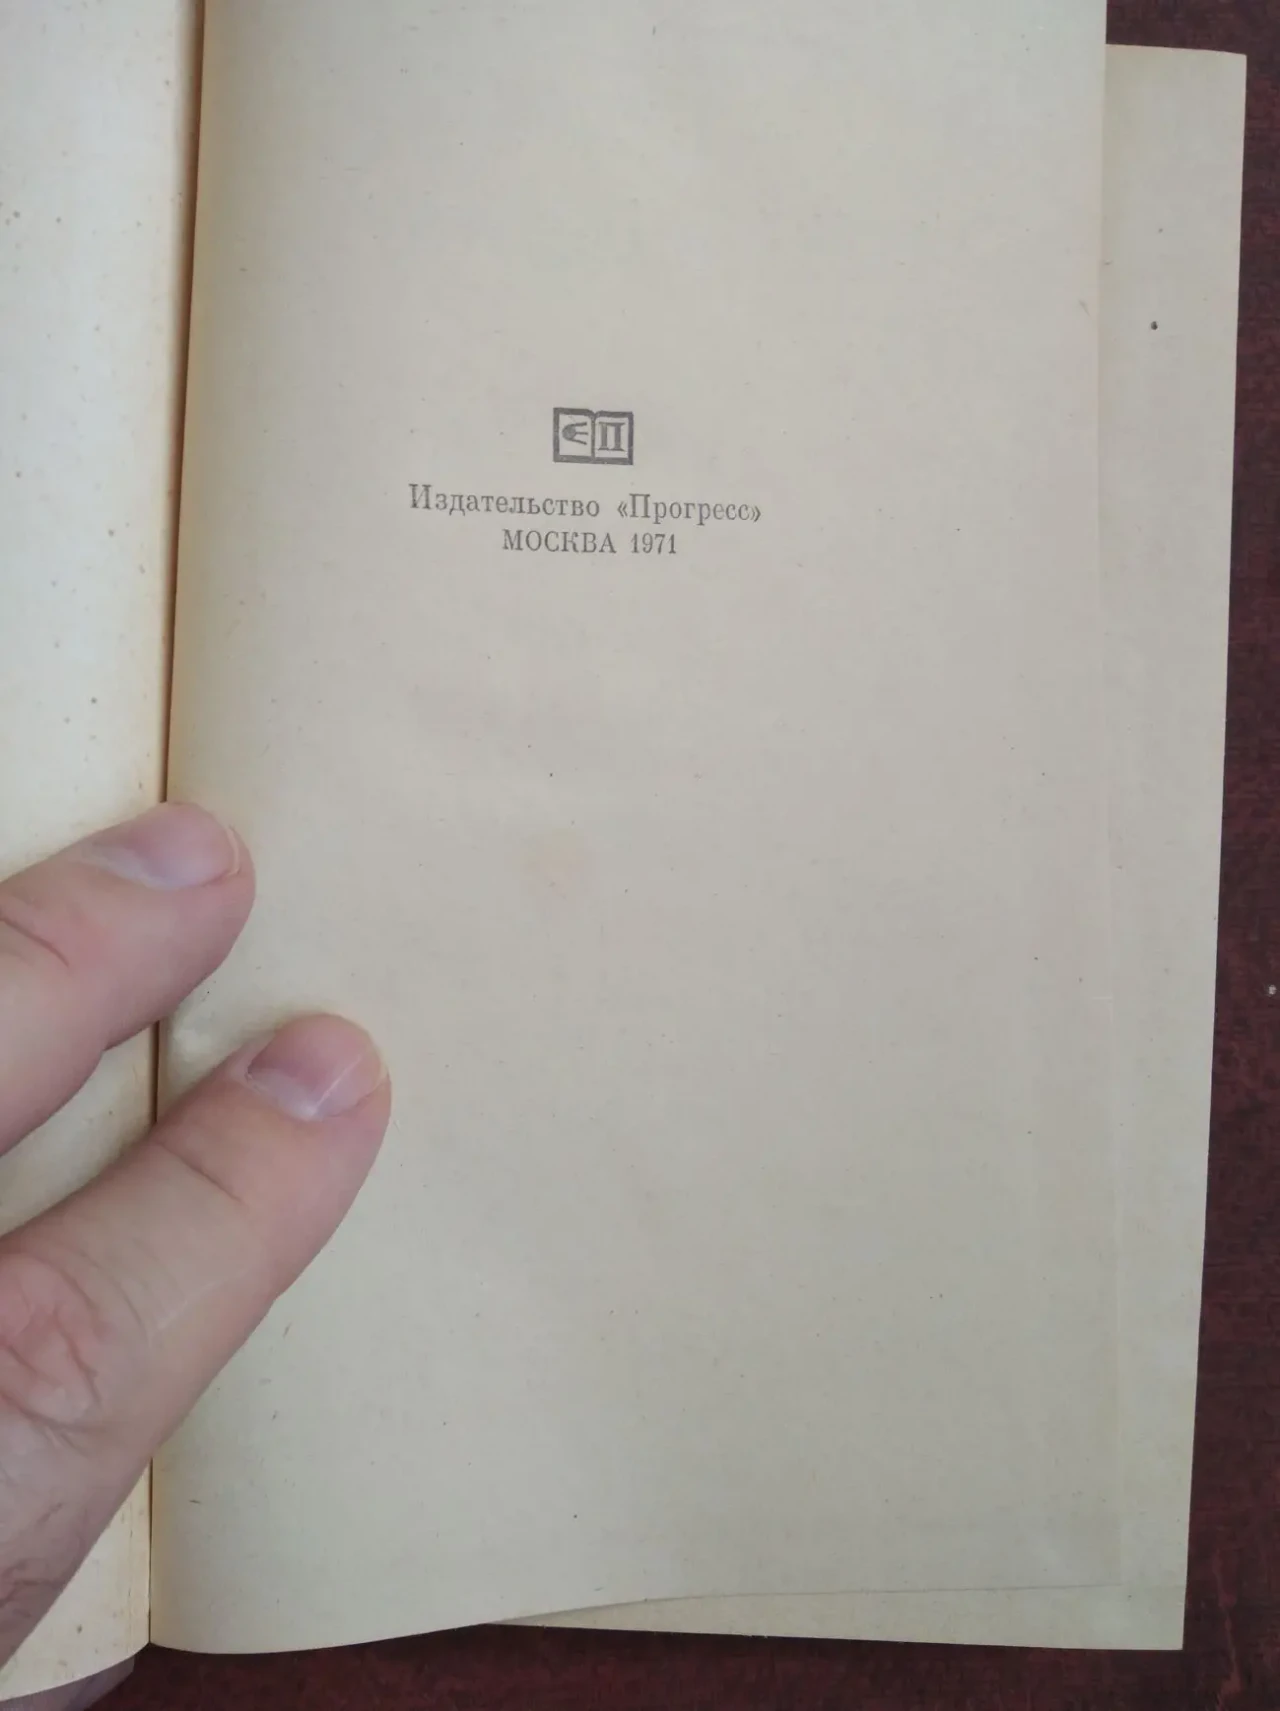 П
Издательство «Прогресс»
МОСКВА 1971